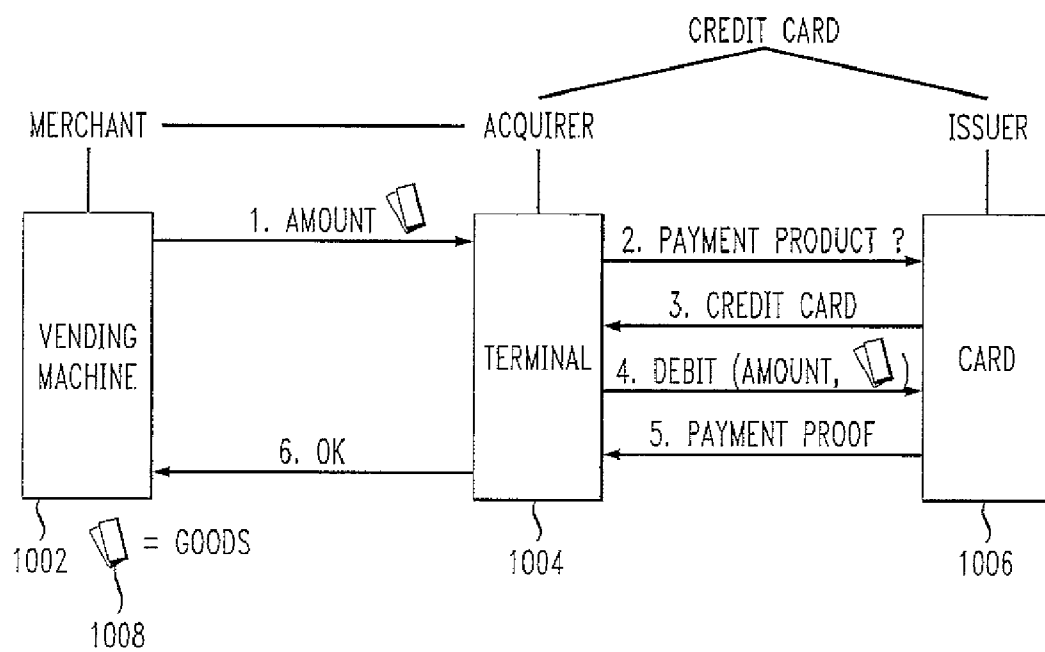 CREDIT CARD
MERCHANT
ACQUIRER
ISSUER
1. AMOUNT
2. PAYMENT PRODUCT ?
3. CREDIT CARD
VENDING
MACHINE
TERMINAL
CARD
4. DEBIT (AMOUNT, )
5. PAYMENT PROOF
6. OK
1002
= GOODS
1004
1006
1008